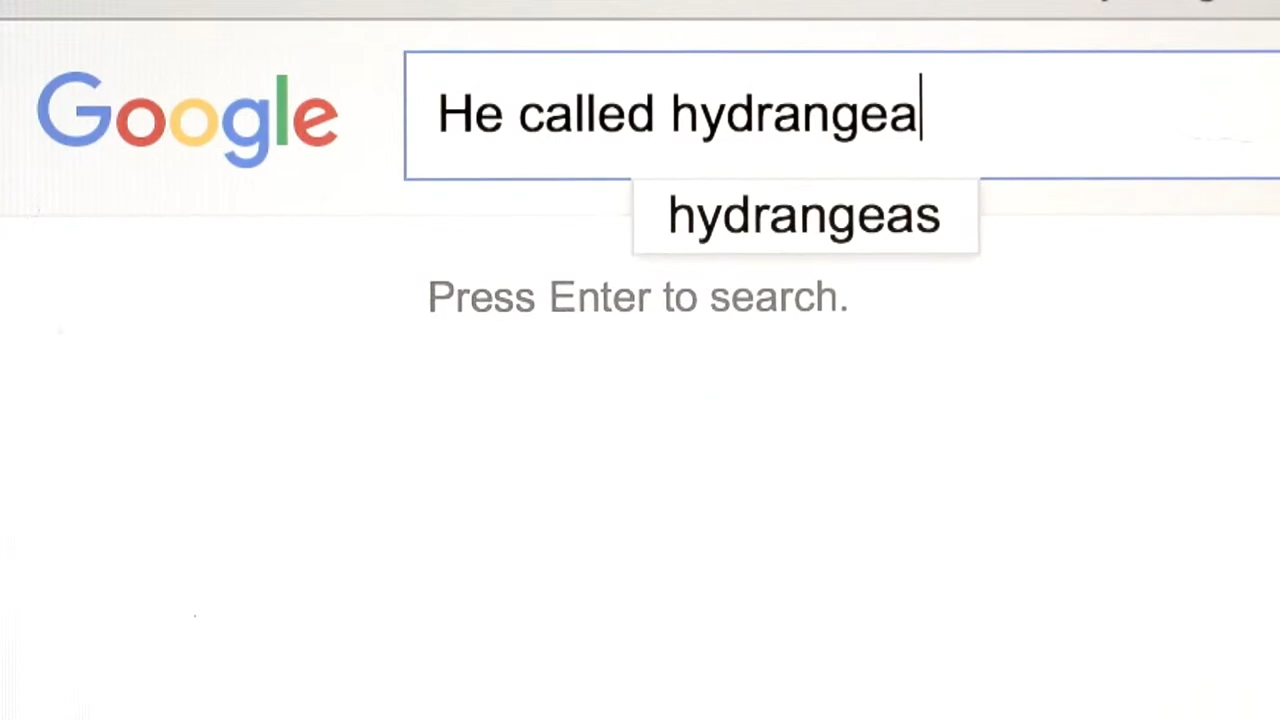 Google
He called hydrangea
hydrangeas
Press Enter to search.